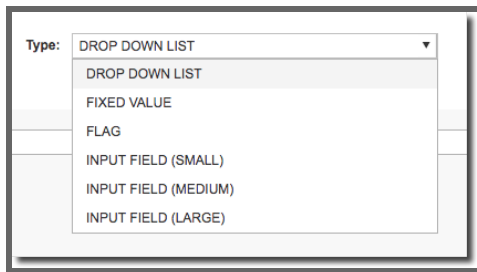 Type: DROP DOWN LIST
DROP DOWN LIST
FIXED VALUE
FLAG
INPUT FIELD (SMALL)
INPUT FIELD (MEDIUM)
INPUT FIELD (LARGE)